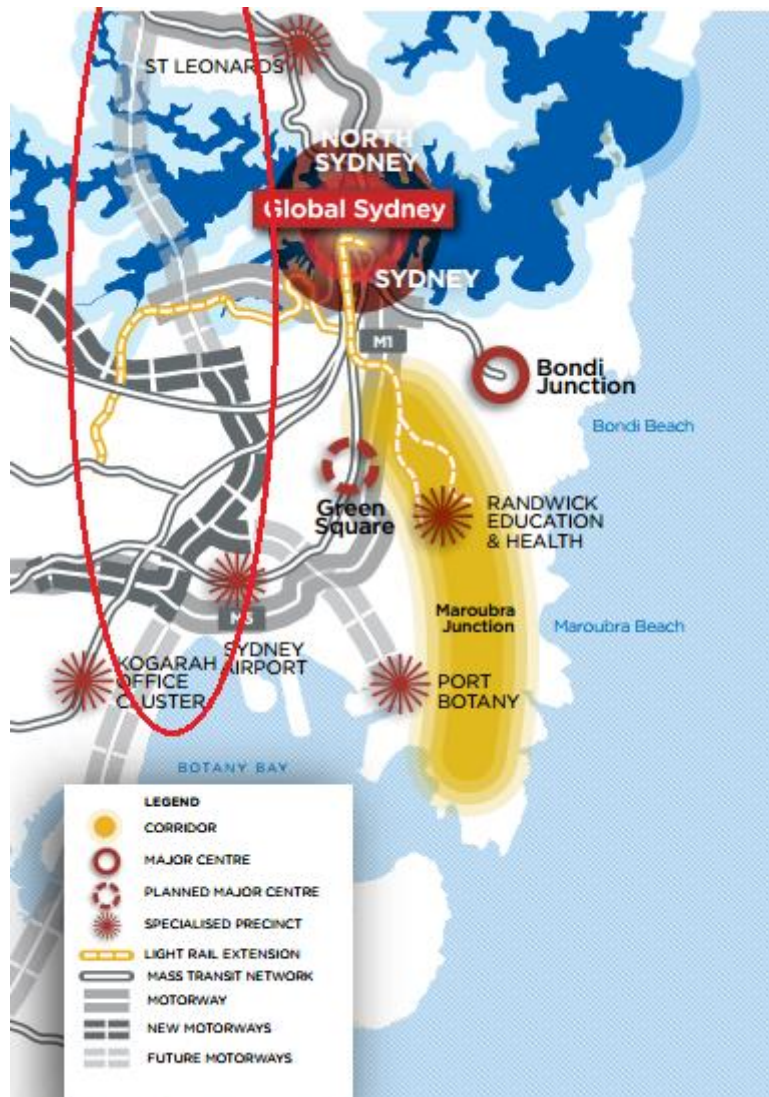 ST LEONARDS
NORTH
SYDNEY
Global Sydney
SYDNEY
M1
Bondi
Junction
Bondi Beach
Green
Square
RANDWICK
EDUCATION
& HEALTH
Maroubra
Junction
Maroubra Beach
M5
SYDNEY
AIRPORT
KOGARAH
OFFICE
CLUSTER
PORT
BOTANY
BOTANY BAY
LEGEND
CORRIDOR
MAJOR CENTRE
PLANNED MAJOR CENTRE
SPECIALISED PRECINCT
LIGHT RAIL EXTENSION
MASS TRANSIT NETWORK
MOTORWAY
NEW MOTORWAYS
FUTURE MOTORWAYS